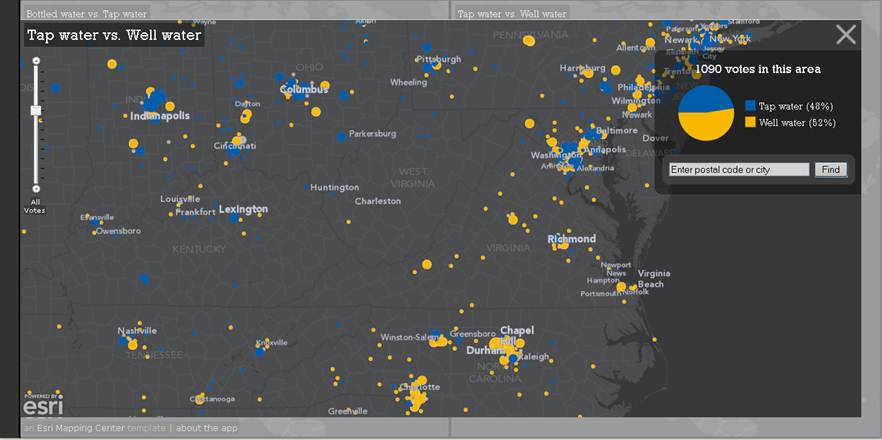 Bottled water vs. Tap water
Tap water vs. Well water
Tap water vs. Well water
1090 votes in this area
Tap water (48%)
Well water (52%)
Enter postal code or city
Find
All
Votes
PENNSYLVANIA
Stamford
New York
Newark
Jersey
City
Allentown
Trenton
Pittsburgh
Harrisburg
OHIO
Wheeling
Columbus
Philadelphia
Wilmington
Newark
Dayton
Indianapolis
Parkersburg
Baltimore
Dover
Cincinnati
Annapolis
Washington
Alexandria
WEST
VIRGINIA
Huntington
Charleston
Louisville
Frankfort
Lexington
Evansville
Owensboro
Richmond
KENTUCKY
VIRGINIA
Newport
News
Hampton
Virginia
Beach
Portsmouth
Norfolk
Nashville
Knoxville
Winston-Salem
Greensboro
Chapel
Hill
Durham
Raleigh
TENNESSEE
NORTH
CAROLINA
Charlotte
Chattanooga
Greenville
POWERED BY
esri
an Esri Mapping Center template | about the app